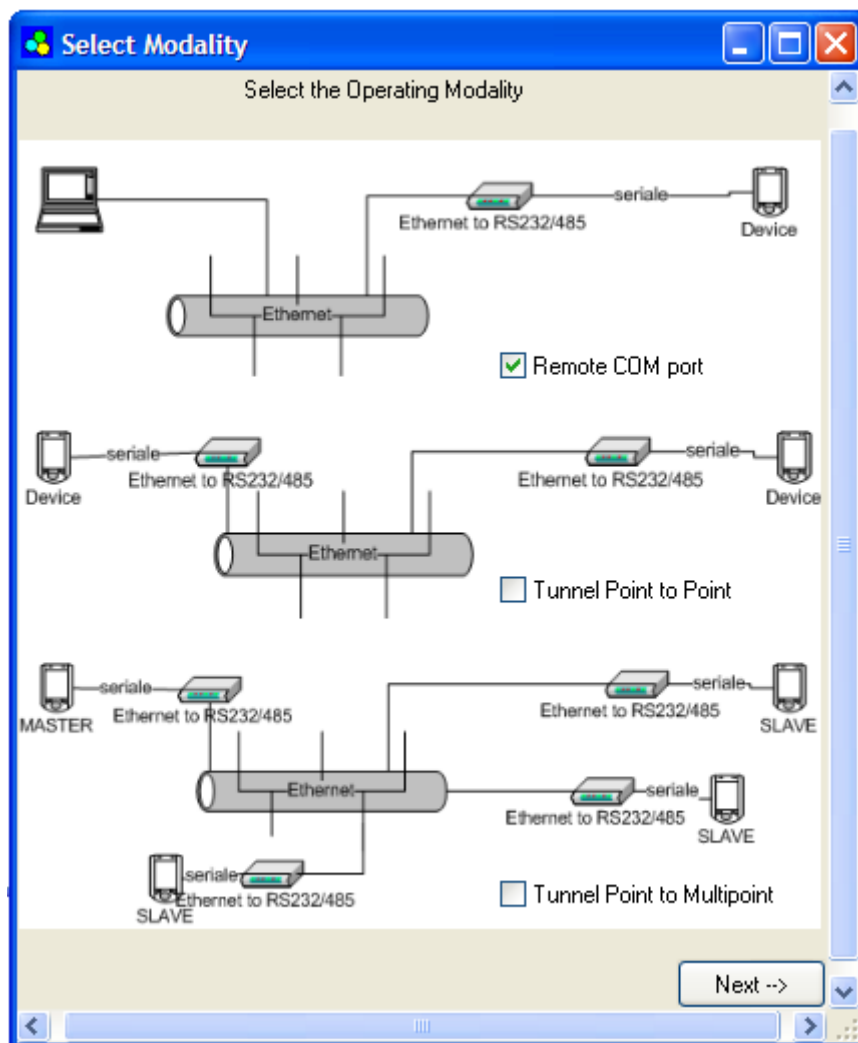 Select Modality
Select the Operating Modality
seriale
Ethernet to RS232/485
Device
Ethernet
Remote COM port
seriale
seriale
Ethernet to RS232/485
Ethernet to RS232/485
Device
Device
Ethernet
Tunnel Point to Point
seriale
seriale
MASTER
Ethernet to RS232/485
Ethernet to RS232/485
SLAVE
Ethernet
seriale
Ethernet to RS232/485
SLAVE
seriale
Ethernet to RS232/485
SLAVE
Tunnel Point to Multipoint
Next -->